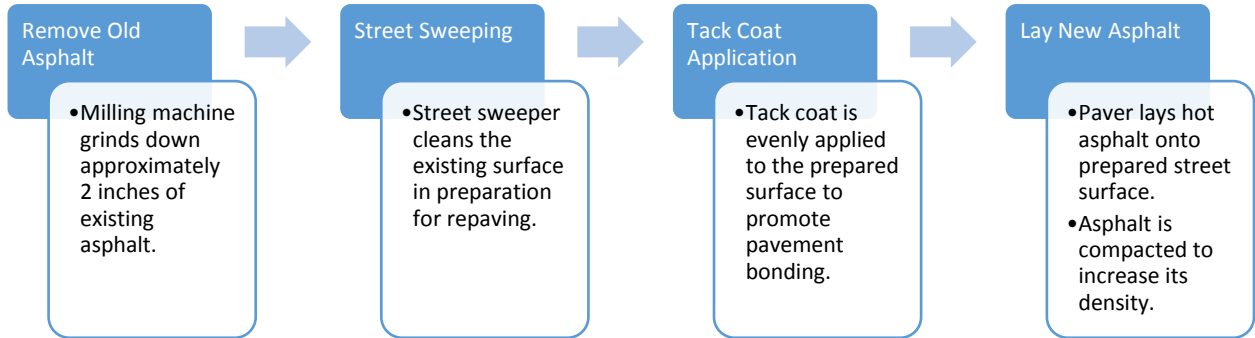 Remove Old
Asphalt
•Milling machine
grinds down
approximately
2 inches of
existing
asphalt.
Street Sweeping
•Street sweeper
cleans the
existing surface
in preparation
for repaving.
Tack Coat
Application
•Tack coat is
evenly applied
to the prepared
surface to
promote
pavement
bonding.
Lay New Asphalt
•Paver lays hot
asphalt onto
prepared street
surface.
•Asphalt is
compacted to
increase its
density.